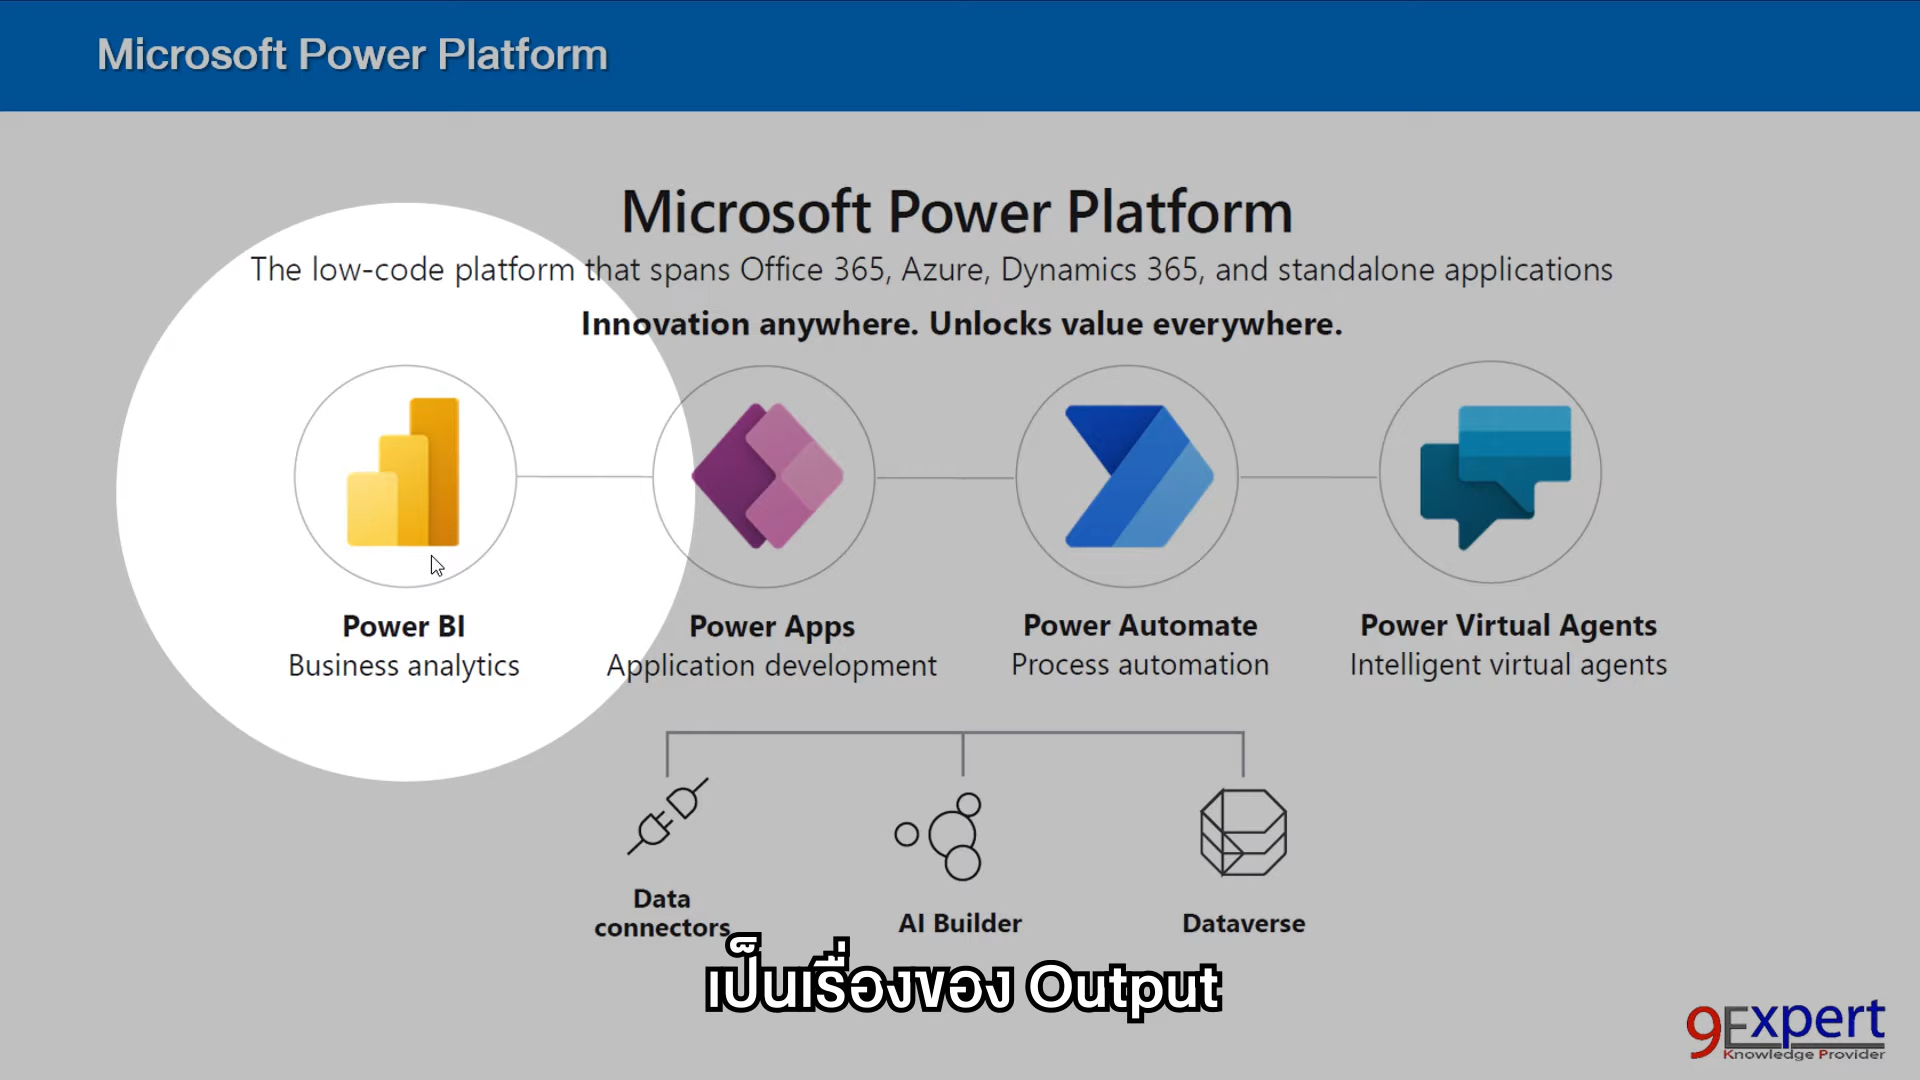 Microsoft Power Platform
Microsoft Power Platform
The low-code platform that spans Office 365, Azure, Dynamics 365, and standalone applications
Innovation anywhere. Unlocks value everywhere.
Power BI
Business analytics
Power Apps
Application development
Power Automate
Process automation
Power Virtual Agents
Intelligent virtual agents
Data
connectors
AI Builder
Dataverse
เป็นเรื่องของ Output
9Expert
Knowledge Provider